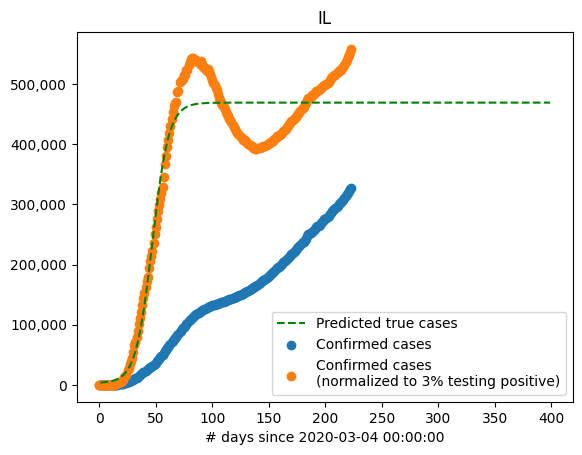 IL
500,000
400,000
300,000
200,000
100,000
0
0 50 100 150 200 250 300 350 400
# days since 2020-03-04 00:00:00
Predicted true cases
Confirmed cases
Confirmed cases
(normalized to 3% testing positive)